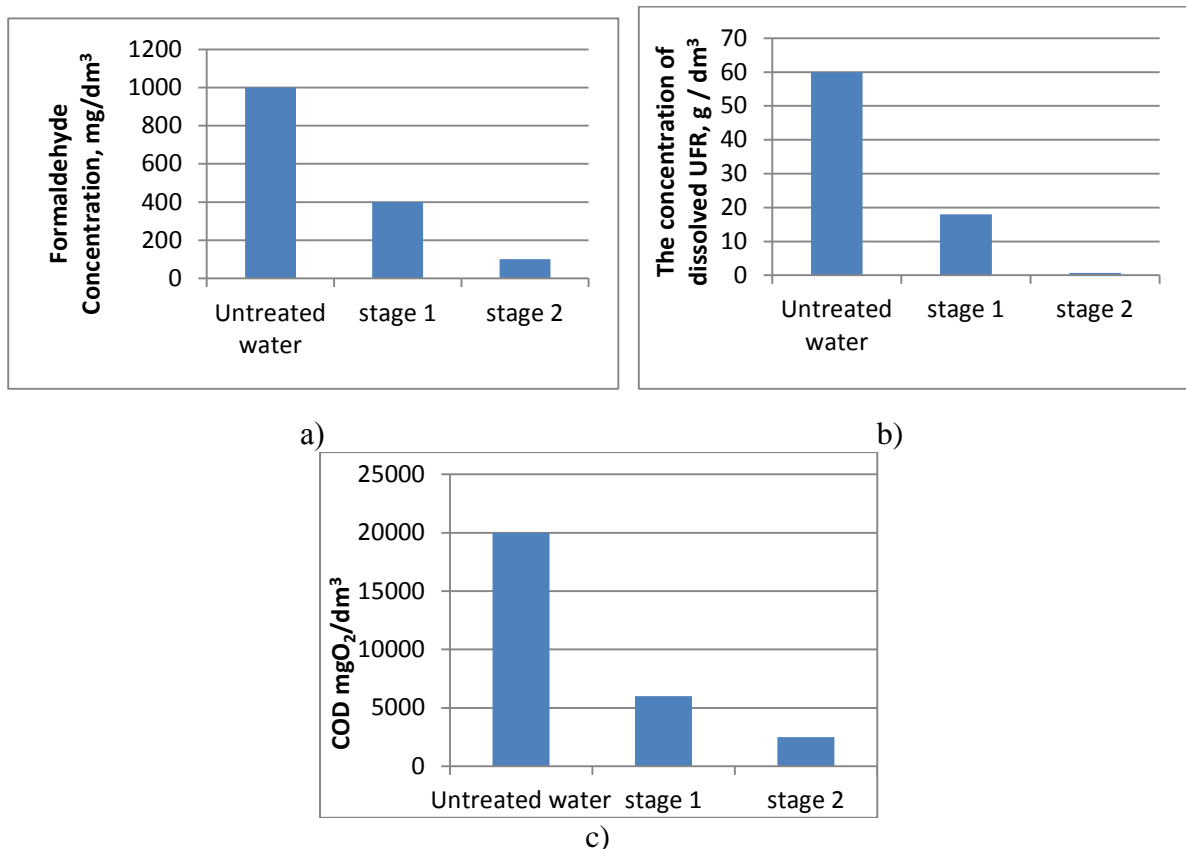 Formaldehyde
Concentration, mg/dm³
1200
1000
800
600
400
200
0
Untreated
water
stage 1
stage 2
a)
The concentration of
dissolved UFR, g / dm³
70
60
50
40
30
20
10
0
Untreated
water
stage 1
stage 2
b)
COD mgO₂/dm³
25000
20000
15000
10000
5000
0
Untreated water
stage 1
stage 2
c)